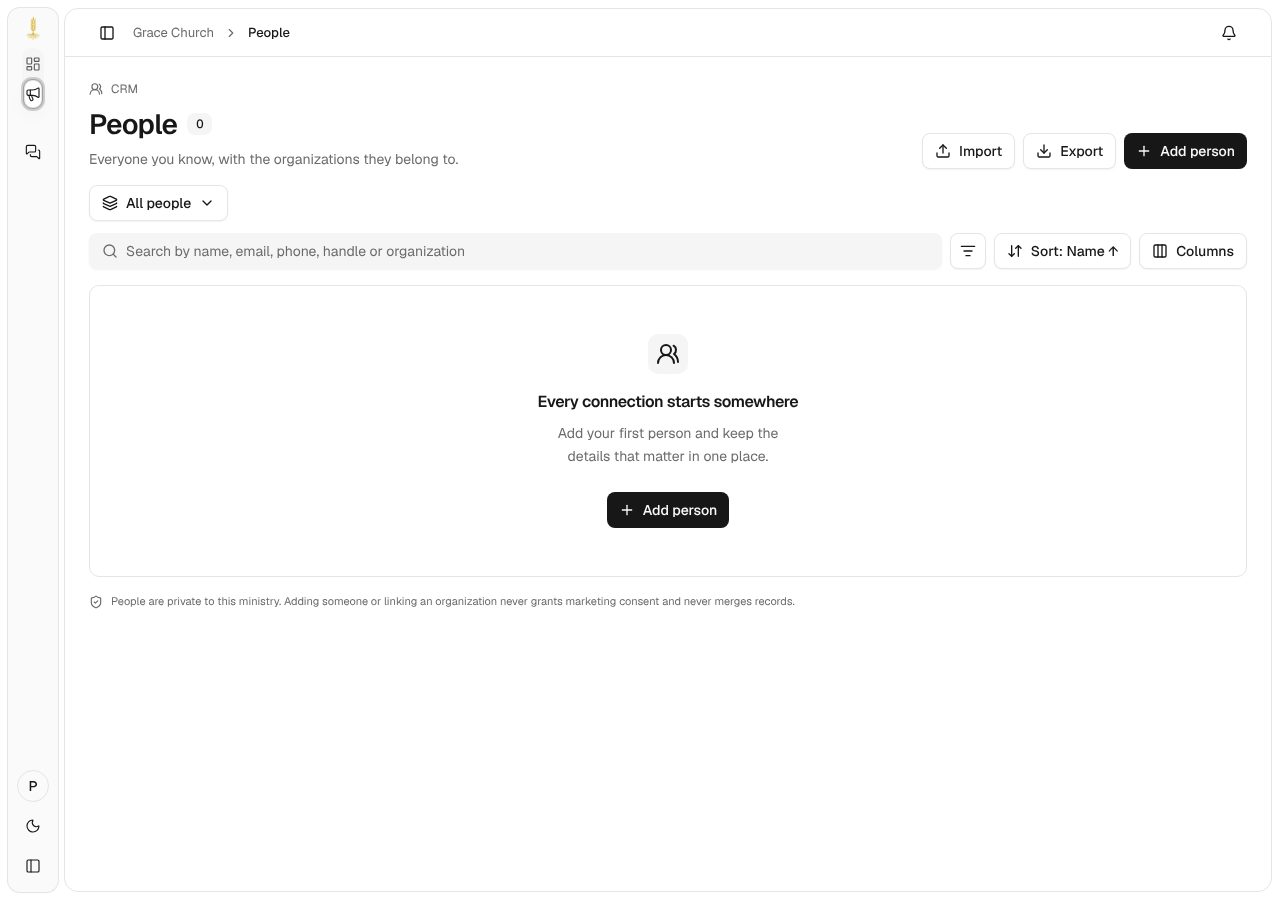 Grace Church
People
CRM
People 0
Everyone you know, with the organizations they belong to.
Import
Export
Add person
All people
Search by name, email, phone, handle or organization
Sort: Name ↑
Columns
Every connection starts somewhere
Add your first person and keep the
details that matter in one place.
Add person
People are private to this ministry. Adding someone or linking an organization never grants marketing consent and never merges records.
P